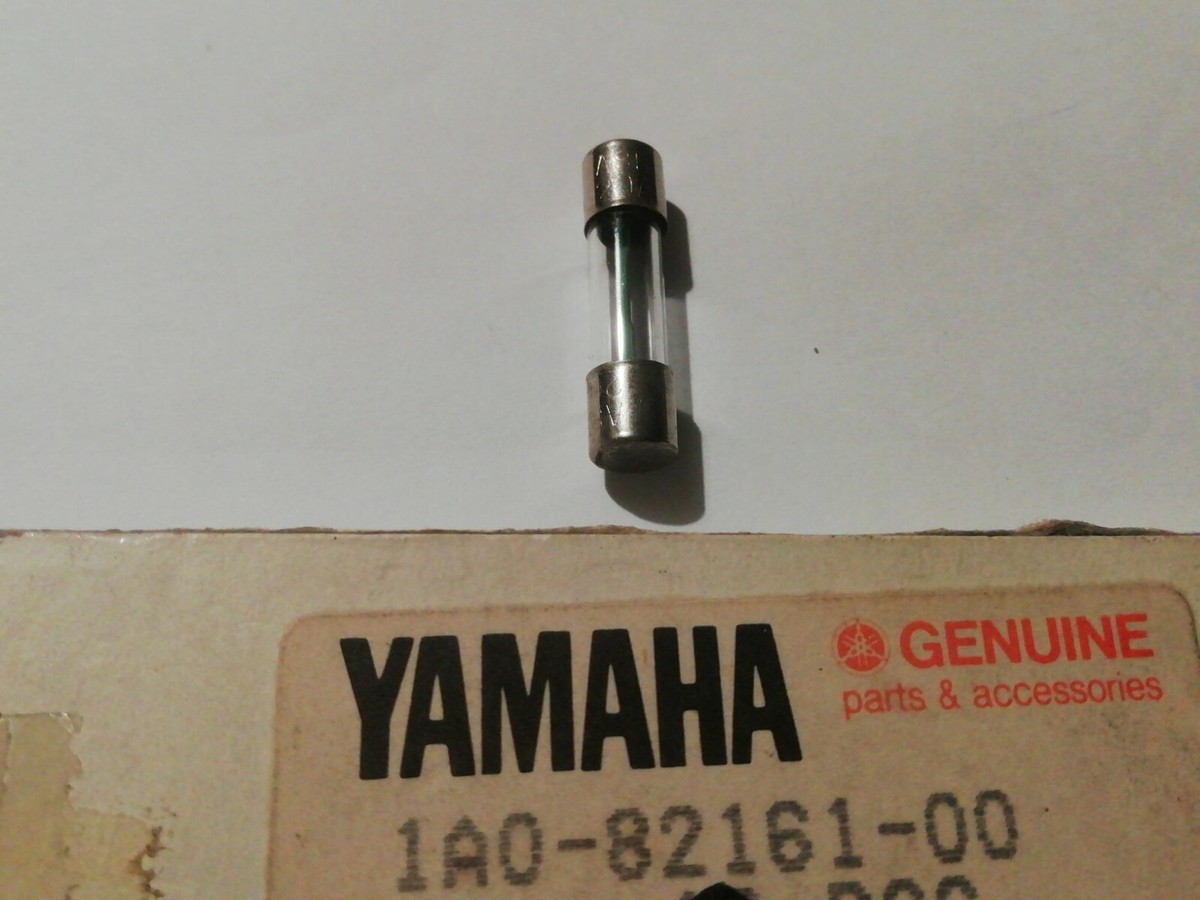 YAMAHA
GENUINE
parts & accessories
1A0-82161-00